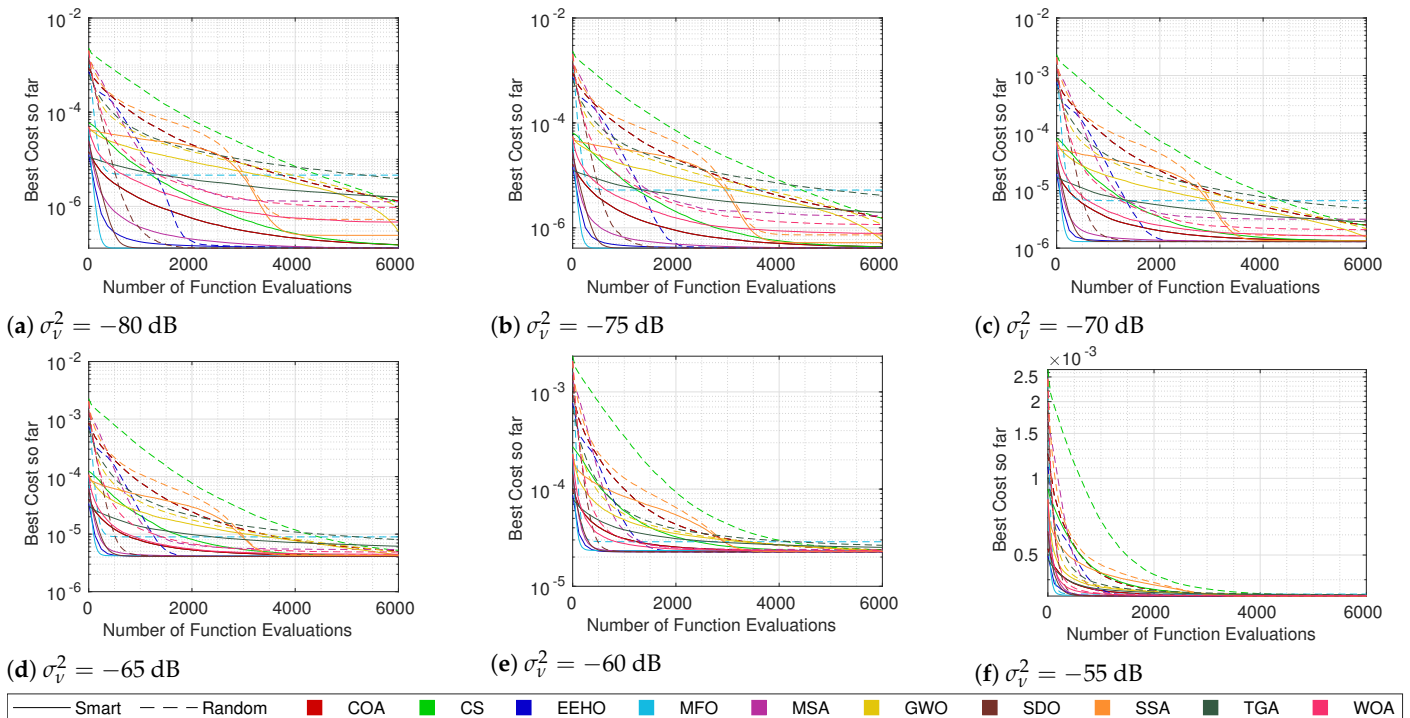 10^-2
10^-4
10^-6
Best Cost so far
0 2000 4000 6000
Number of Function Evaluations
(a) σ_ν^2 = −80 dB
10^-2
10^-4
10^-6
Best Cost so far
0 2000 4000 6000
Number of Function Evaluations
(b) σ_ν^2 = −75 dB
10^-2
10^-3
10^-4
10^-5
10^-6
Best Cost so far
0 2000 4000 6000
Number of Function Evaluations
(c) σ_ν^2 = −70 dB
10^-2
10^-3
10^-4
10^-5
10^-6
Best Cost so far
0 2000 4000 6000
Number of Function Evaluations
(d) σ_ν^2 = −65 dB
10^-3
10^-4
10^-5
Best Cost so far
0 2000 4000 6000
Number of Function Evaluations
(e) σ_ν^2 = −60 dB
×10^-3
2.5
2
1.5
1
0.5
Best Cost so far
0 2000 4000 6000
Number of Function Evaluations
(f) σ_ν^2 = −55 dB
Smart Random COA CS EEHO MFO MSA GWO SDO SSA TGA WOA